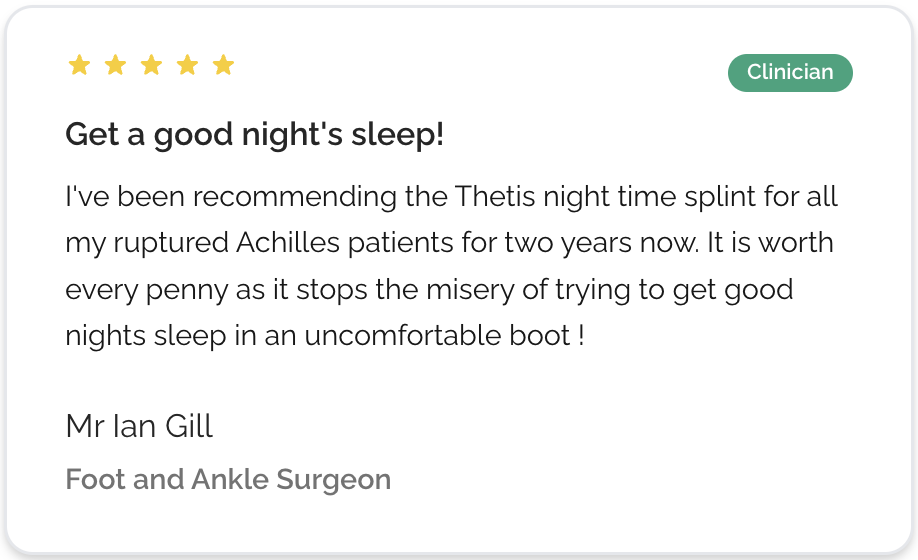 Clinician
Get a good night's sleep!
I've been recommending the Thetis night time splint for all
my ruptured Achilles patients for two years now. It is worth
every penny as it stops the misery of trying to get good
nights sleep in an uncomfortable boot !
Mr Ian Gill
Foot and Ankle Surgeon